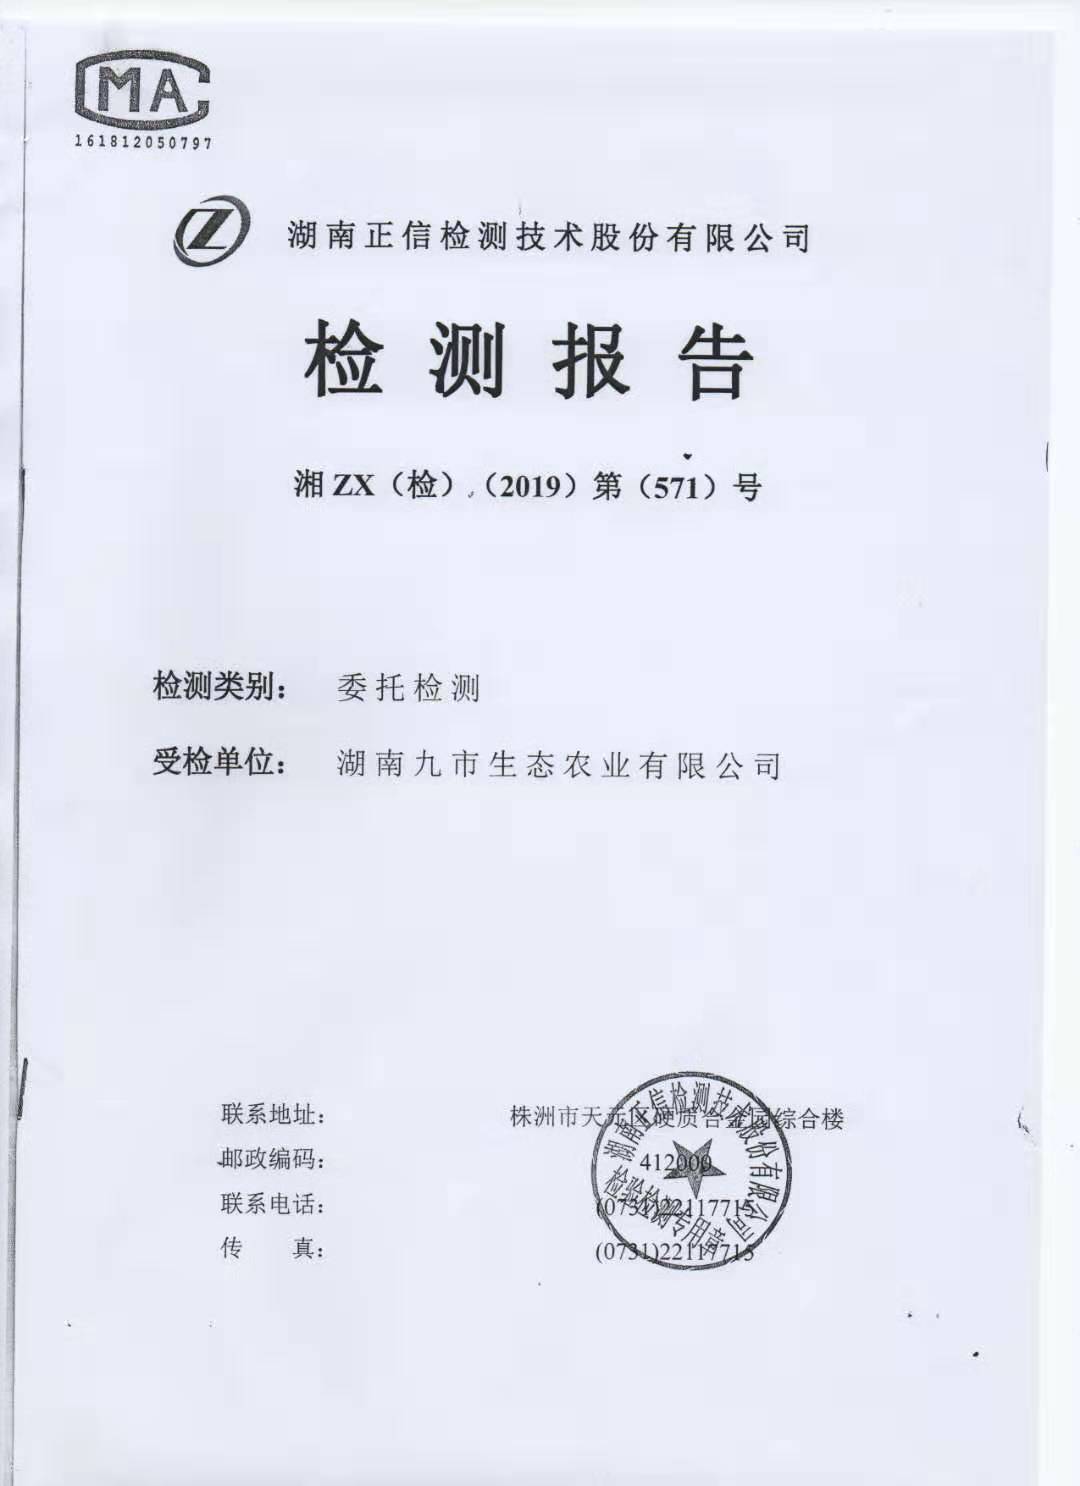 CMA
161812050797
Z 湖南正信检测技术股份有限公司
检测报告
湘 ZX（检）（2019）第（571）号
检测类别： 委托检测
受检单位： 湖南九市生态农业有限公司
联系地址： 株洲市天元区硬质合金园综合楼
邮政编码： 412000
联系电话： (0731)22117715
传 真： (0731)22117715
湖南正信检测技术股份有限公司
检验检测专用章